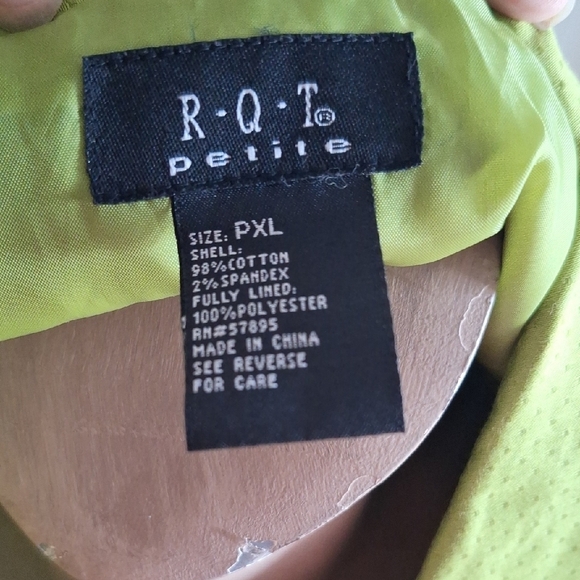 R·Q·T®
petite
SIZE: PXL
SHELL:
98%COTTON
2%SPANDEX
FULLY LINED:
100%POLYESTER
RN#57895
MADE IN CHINA
SEE REVERSE
FOR CARE